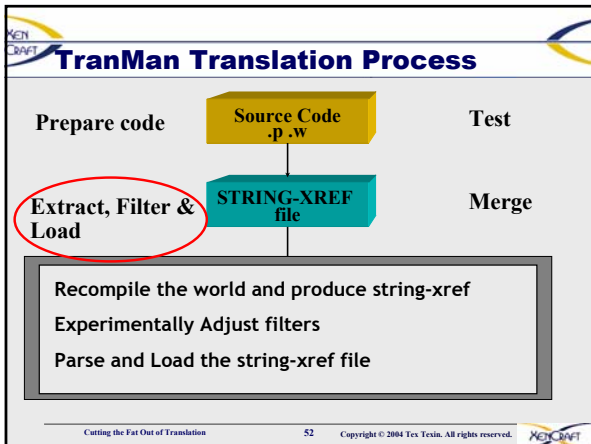 XEN
CRAFT
TranMan Translation Process
Prepare code
Source Code
.p .w
Test
Extract, Filter &
Load
STRING-XREF
file
Merge
Recompile the world and produce string-xref
Experimentally Adjust filters
Parse and Load the string-xref file
Cutting the Fat Out of Translation
52
Copyright © 2004 Tex Texin. All rights reserved.
XENCRAFT